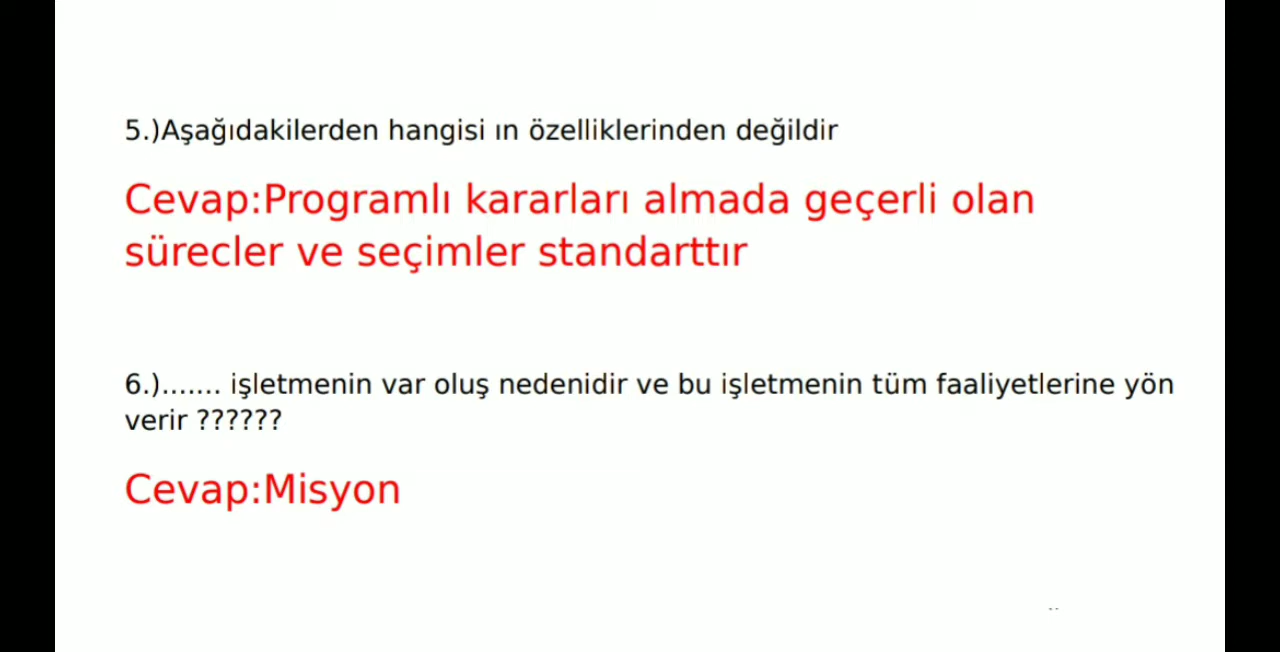 5.)Aşağıdakilerden hangisi ın özelliklerinden değildir
Cevap:Programlı kararları almada geçerli olan
sürecler ve seçimler standarttır
6.)....... işletmenin var oluş nedenidir ve bu işletmenin tüm faaliyetlerine yön
verir ??????
Cevap:Misyon